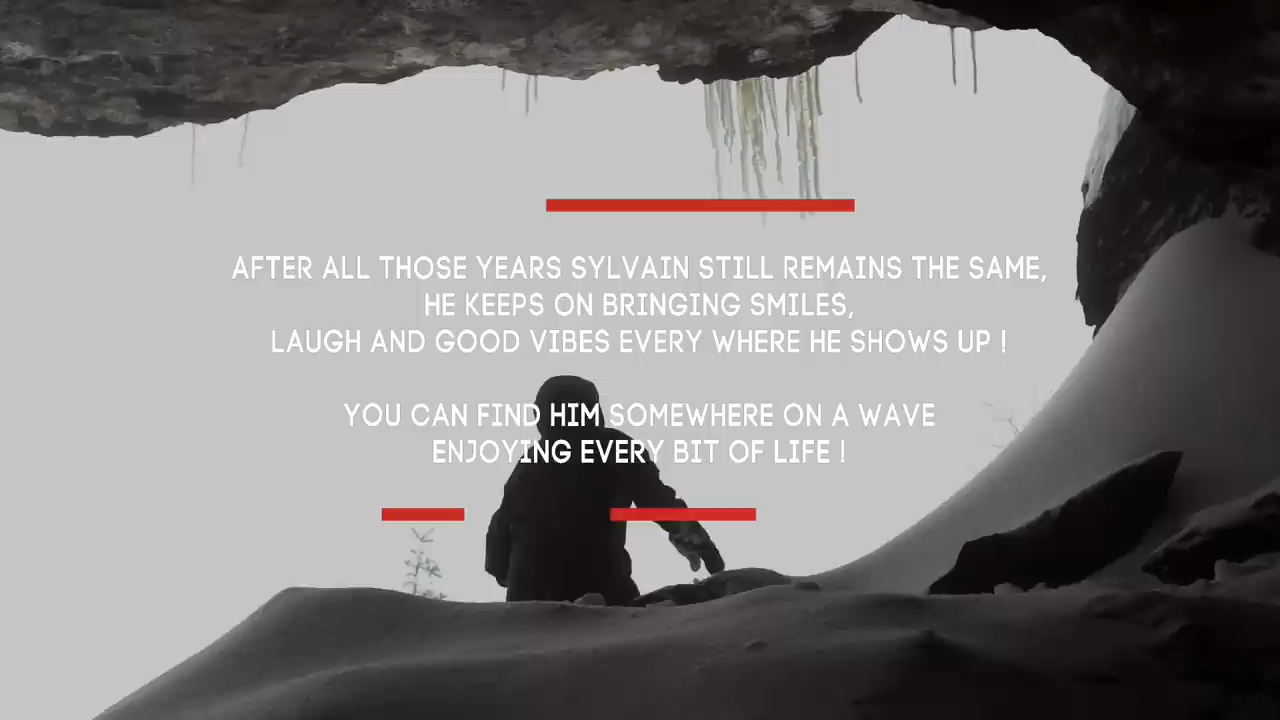 AFTER ALL THOSE YEARS SYLVAIN STILL REMAINS THE SAME,
HE KEEPS ON BRINGING SMILES,
LAUGH AND GOOD VIBES EVERY WHERE HE SHOWS UP !
YOU CAN FIND HIM SOMEWHERE ON A WAVE
ENJOYING EVERY BIT OF LIFE !